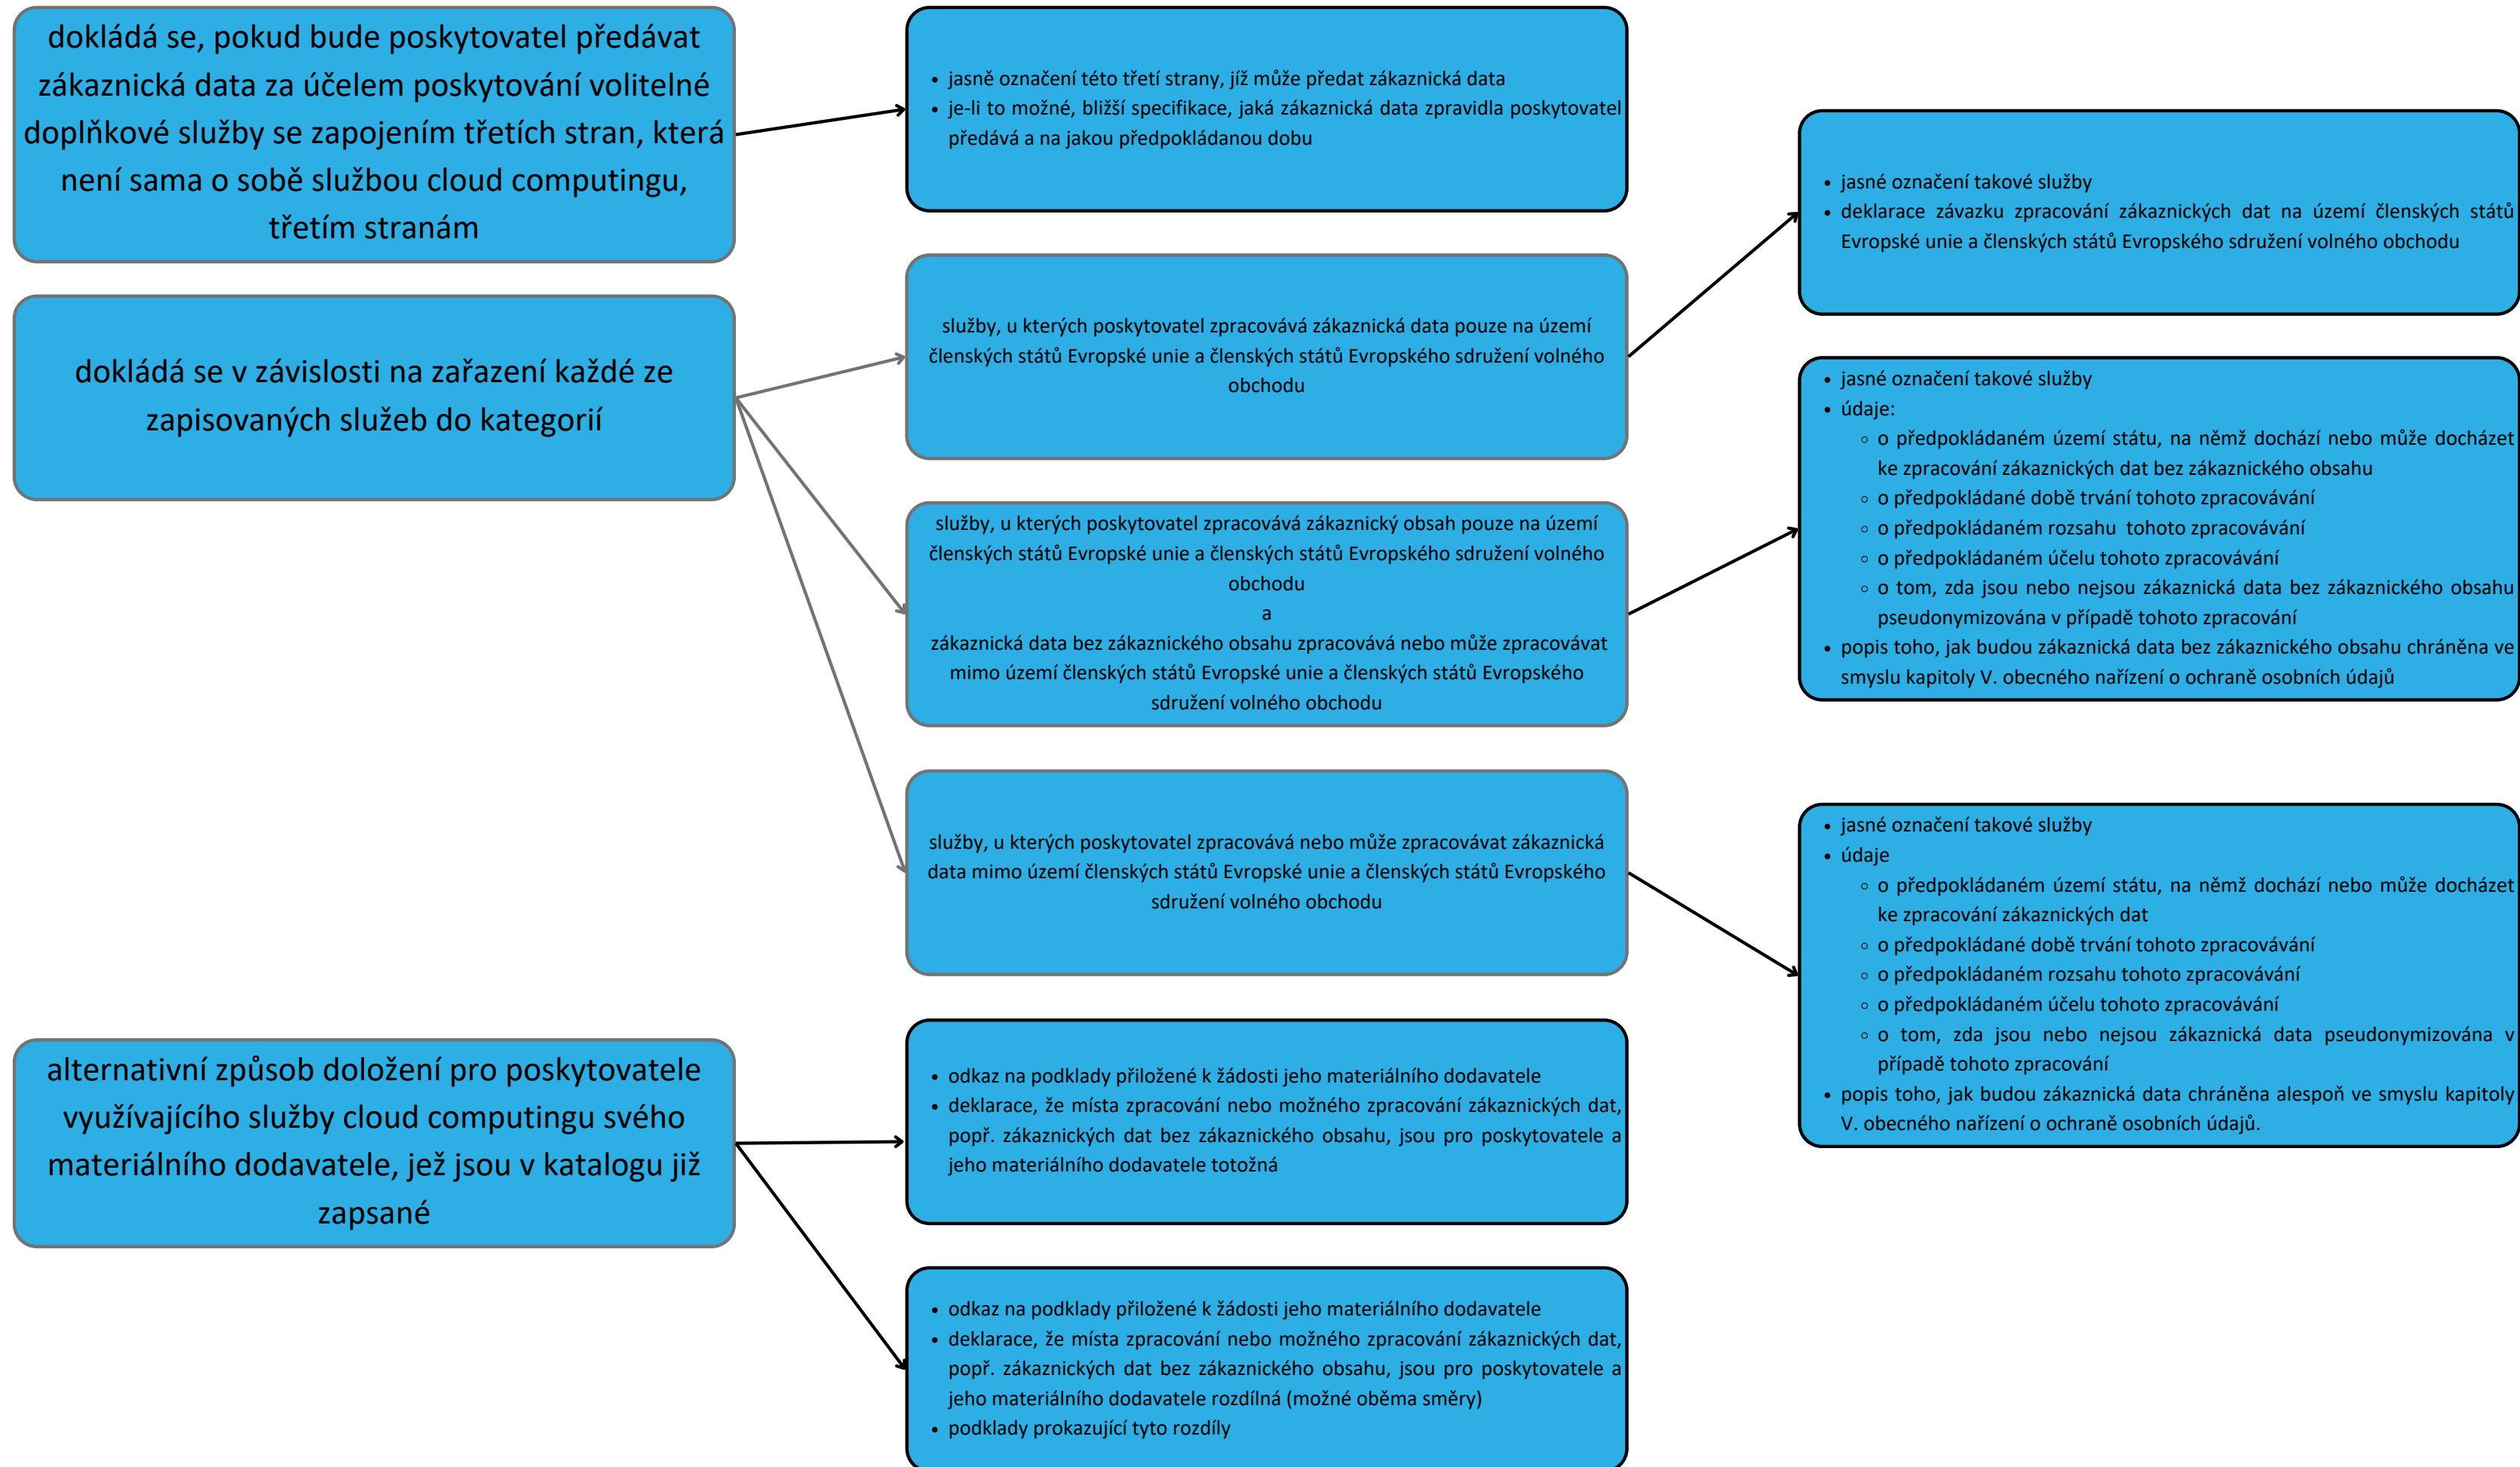 dokládá se, pokud bude poskytovatel předávat
zákaznická data za účelem poskytování volitelné
doplňkové služby se zapojením třetích stran, která
není sama o sobě službou cloud computingu,
třetím stranám
• jasně označení této třetí strany, jíž může předat zákaznická data
• je-li to možné, bližší specifikace, jaká zákaznická data zpravidla poskytovatel
předává a na jakou předpokládanou dobu
dokládá se v závislosti na zařazení každé ze
zapisovaných služeb do kategorií
služby, u kterých poskytovatel zpracovává zákaznická data pouze na území
členských států Evropské unie a členských států Evropského sdružení volného
obchodu
• jasné označení takové služby
• deklarace závazku zpracování zákaznických dat na území členských států
Evropské unie a členských států Evropského sdružení volného obchodu
služby, u kterých poskytovatel zpracovává zákaznický obsah pouze na území
členských států Evropské unie a členských států Evropského sdružení volného
obchodu
a
zákaznická data bez zákaznického obsahu zpracovává nebo může zpracovávat
mimo území členských států Evropské unie a členských států Evropského
sdružení volného obchodu
• jasné označení takové služby
• údaje:
◦ o předpokládaném území státu, na němž dochází nebo může docházet
ke zpracování zákaznických dat bez zákaznického obsahu
◦ o předpokládané době trvání tohoto zpracovávání
◦ o předpokládaném rozsahu tohoto zpracovávání
◦ o předpokládaném účelu tohoto zpracovávání
◦ o tom, zda jsou nebo nejsou zákaznická data bez zákaznického obsahu
pseudonymizována v případě tohoto zpracování
• popis toho, jak budou zákaznická data bez zákaznického obsahu chráněna ve
smyslu kapitoly V. obecného nařízení o ochraně osobních údajů
služby, u kterých poskytovatel zpracovává nebo může zpracovávat zákaznická
data mimo území členských států Evropské unie a členských států Evropského
sdružení volného obchodu
• jasné označení takové služby
• údaje
◦ o předpokládaném území státu, na němž dochází nebo může docházet
ke zpracování zákaznických dat
◦ o předpokládané době trvání tohoto zpracovávání
◦ o předpokládaném rozsahu tohoto zpracovávání
◦ o předpokládaném účelu tohoto zpracovávání
◦ o tom, zda jsou nebo nejsou zákaznická data pseudonymizována v
případě tohoto zpracování
• popis toho, jak budou zákaznická data chráněna alespoň ve smyslu kapitoly
V. obecného nařízení o ochraně osobních údajů.
alternativní způsob doložení pro poskytovatele
využívajícího služby cloud computingu svého
materiálního dodavatele, jež jsou v katalogu již
zapsané
• odkaz na podklady přiložené k žádosti jeho materiálního dodavatele
• deklarace, že místa zpracování nebo možného zpracování zákaznických dat,
popř. zákaznických dat bez zákaznického obsahu, jsou pro poskytovatele a
jeho materiálního dodavatele totožná
• odkaz na podklady přiložené k žádosti jeho materiálního dodavatele
• deklarace, že místa zpracování nebo možného zpracování zákaznických dat,
popř. zákaznických dat bez zákaznického obsahu, jsou pro poskytovatele a
jeho materiálního dodavatele rozdílná (možné oběma směry)
• podklady prokazující tyto rozdíly